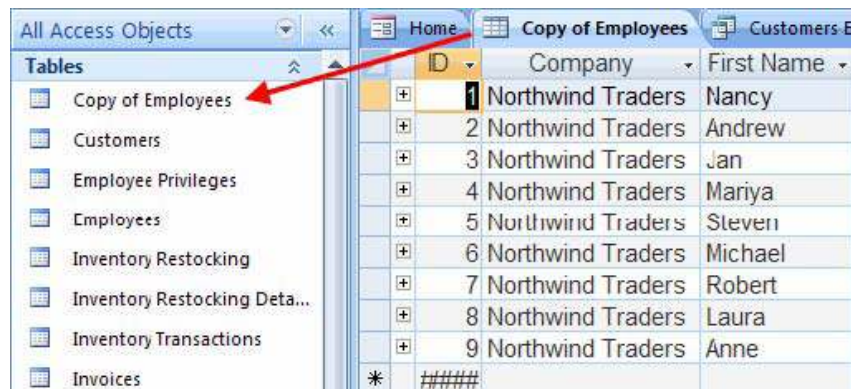 All Access Objects
Tables
Copy of Employees
Customers
Employee Privileges
Employees
Inventory Restocking
Inventory Restocking Deta...
Inventory Transactions
Invoices
Home Copy of Employees Customers E
ID Company First Name
1 Northwind Traders Nancy
2 Northwind Traders Andrew
3 Northwind Traders Jan
4 Northwind Traders Mariya
5 Northwind Traders Steven
6 Northwind Traders Michael
7 Northwind Traders Robert
8 Northwind Traders Laura
9 Northwind Traders Anne
* #####